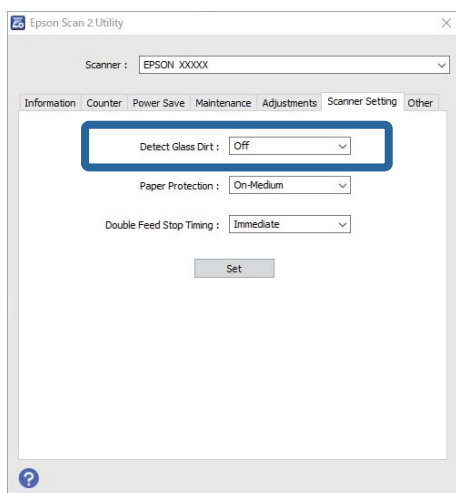 Epson Scan 2 Utility
Scanner : EPSON XXXXX
Information Counter Power Save Maintenance Adjustments Scanner Setting Other
Detect Glass Dirt : Off
Paper Protection : On-Medium
Double Feed Stop Timing : Immediate
Set
?